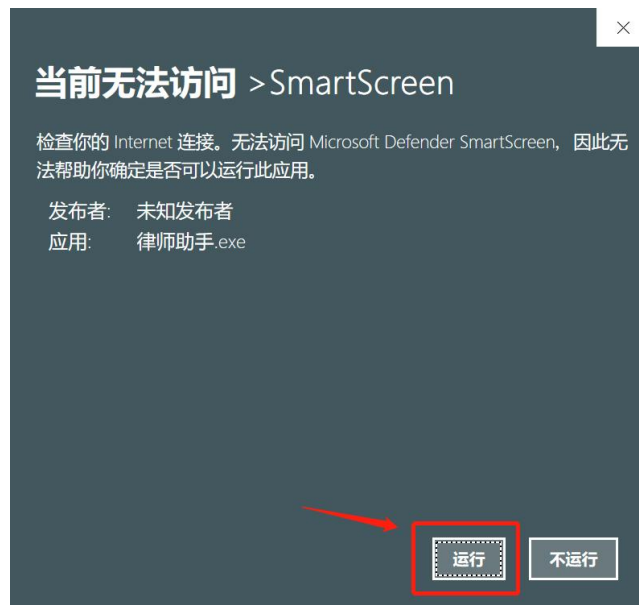 当前无法访问 >SmartScreen
检查你的 Internet 连接。无法访问 Microsoft Defender SmartScreen，因此无
法帮助你确定是否可以运行此应用。
发布者: 未知发布者
应用: 律师助手.exe
运行 不运行